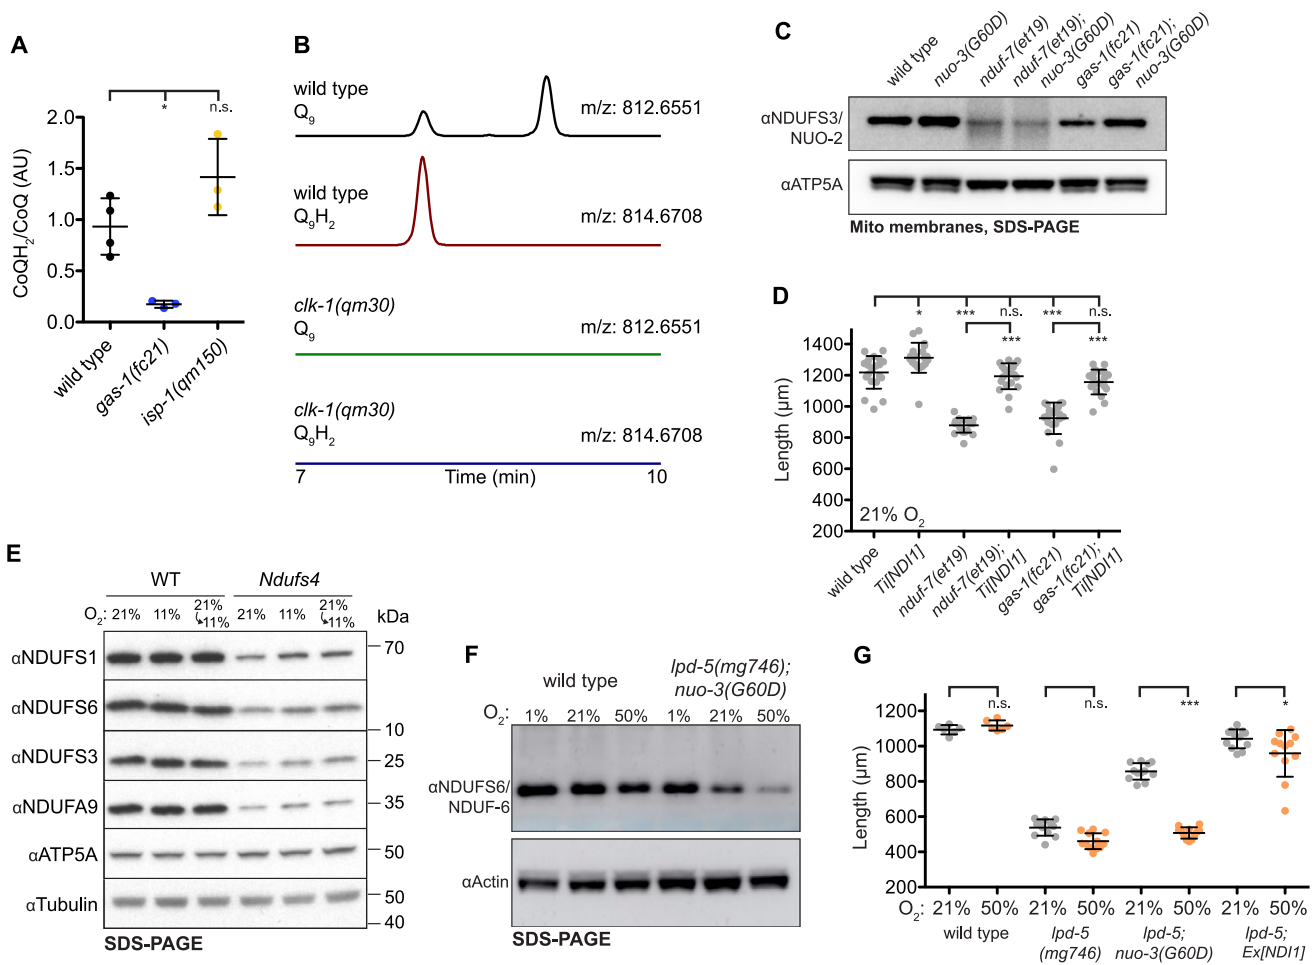 A
*
n.s.
2.0
1.5
1.0
0.5
0.0
CoQH2/CoQ (AU)
wild type
gas-1(fc21)
isp-1(qm150)
B
wild type
Q9
m/z: 812.6551
wild type
Q9H2
m/z: 814.6708
clk-1(qm30)
Q9
m/z: 812.6551
clk-1(qm30)
Q9H2
m/z: 814.6708
7
Time (min)
10
C
wild type
nuo-3(G60D)
nduf-7(et19)
nduf-7(et19);
nuo-3(G60D)
gas-1(fc21)
gas-1(fc21);
nuo-3(G60D)
αNDUFS3/
NUO-2
αATP5A
Mito membranes, SDS-PAGE
D
* *** n.s. *** n.s.
*** ***
1400
1200
1000
800
600
400
200
Length (µm)
21% O2
wild type
Ti[NDI1]
nduf-7(et19)
nduf-7(et19);
Ti[NDI1]
gas-1(fc21)
gas-1(fc21);
Ti[NDI1]
E
WT Ndufs4
O2: 21% 11% 21% 11% 21% 11% 21% 11%
kDa
αNDUFS1
70
αNDUFS6
10
αNDUFS3
25
αNDUFA9
35
αATP5A
50
αTubulin
50
40
SDS-PAGE
F
wild type
lpd-5(mg746);
nuo-3(G60D)
O2: 1% 21% 50% 1% 21% 50%
αNDUFS6/
NDUF-6
αActin
SDS-PAGE
G
n.s. n.s. *** *
1200
1000
800
600
400
200
Length (µm)
O2: 21% 50% 21% 50% 21% 50% 21% 50%
wild type
lpd-5
(mg746)
lpd-5;
nuo-3(G60D)
lpd-5;
Ex[NDI1]